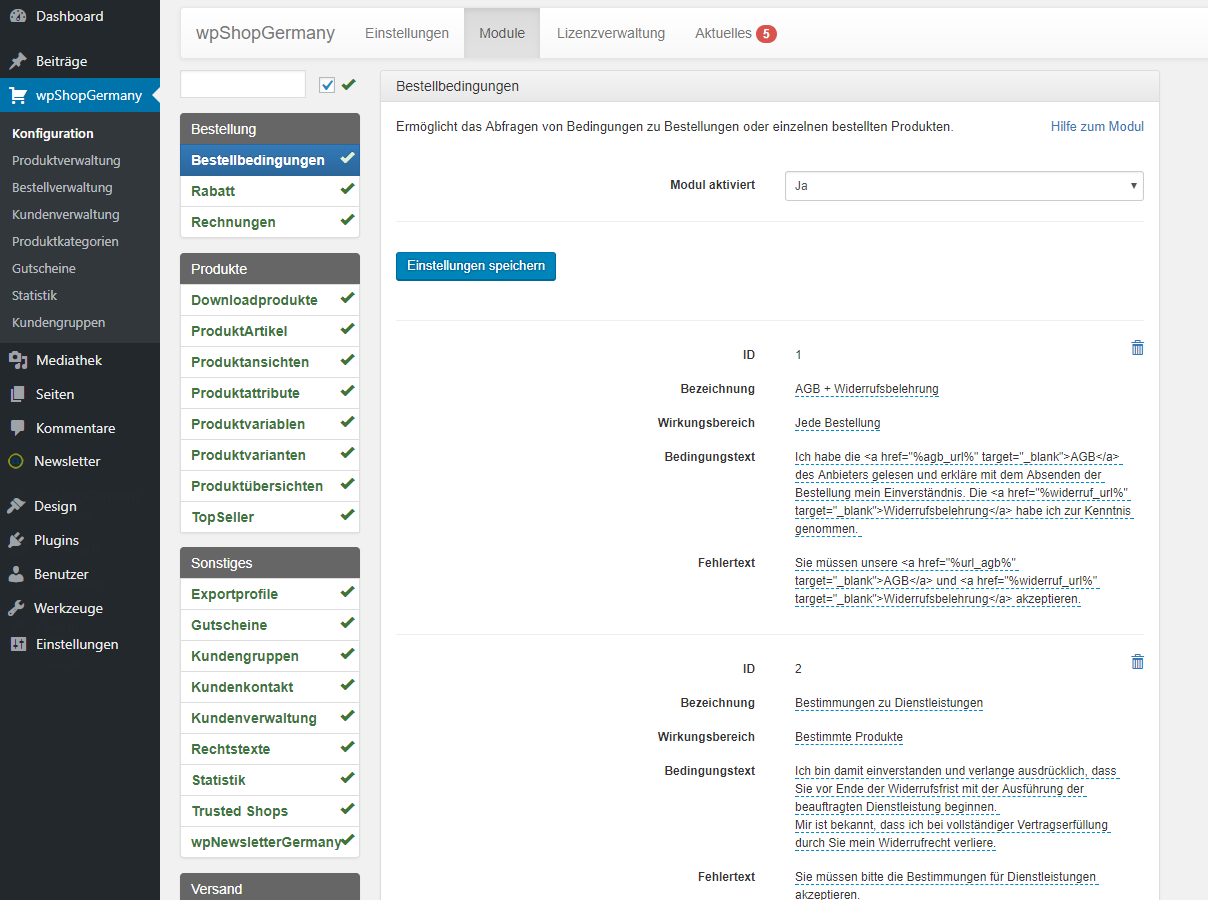 Dashboard
Beiträge
wpShopGermany
Konfiguration
Produktverwaltung
Bestellverwaltung
Kundenverwaltung
Produktkategorien
Gutscheine
Statistik
Kundengruppen
Mediathek
Seiten
Kommentare
Newsletter
Design
Plugins
Benutzer
Werkzeuge
Einstellungen
wpShopGermany Einstellungen Module Lizenzverwaltung Aktuelles 5
Bestellung
Bestellbedingungen
Rabatt
Rechnungen
Produkte
Downloadprodukte
ProduktArtikel
Produktansichten
Produktattribute
Produktvariablen
Produktvarianten
Produktübersichten
TopSeller
Sonstiges
Exportprofile
Gutscheine
Kundengruppen
Kundenkontakt
Kundenverwaltung
Rechtstexte
Statistik
Trusted Shops
wpNewsletterGermany
Versand
Bestellbedingungen
Ermöglicht das Abfragen von Bedingungen zu Bestellungen oder einzelnen bestellten Produkten. Hilfe zum Modul
Modul aktiviert Ja
Einstellungen speichern
ID 1
Bezeichnung AGB + Widerrufsbelehrung
Wirkungsbereich Jede Bestellung
Bedingungstext Ich habe die <a href="%agb_url%" target="_blank">AGB</a>
des Anbieters gelesen und erkläre mit dem Absenden der
Bestellung mein Einverständnis. Die <a href="%widerruf_url%"
target="_blank">Widerrufsbelehrung</a> habe ich zur Kenntnis
genommen.
Fehlertext Sie müssen unsere <a href="%url_agb%"
target="_blank">AGB</a> und <a href="%widerruf_url%"
target="_blank">Widerrufsbelehrung</a> akzeptieren.
ID 2
Bezeichnung Bestimmungen zu Dienstleistungen
Wirkungsbereich Bestimmte Produkte
Bedingungstext Ich bin damit einverstanden und verlange ausdrücklich, dass
Sie vor Ende der Widerrufsfrist mit der Ausführung der
beauftragten Dienstleistung beginnen.
Mir ist bekannt, dass ich bei vollständiger Vertragserfüllung
durch Sie mein Widerrufrecht verliere.
Fehlertext Sie müssen bitte die Bestimmungen für Dienstleistungen
akzeptieren.